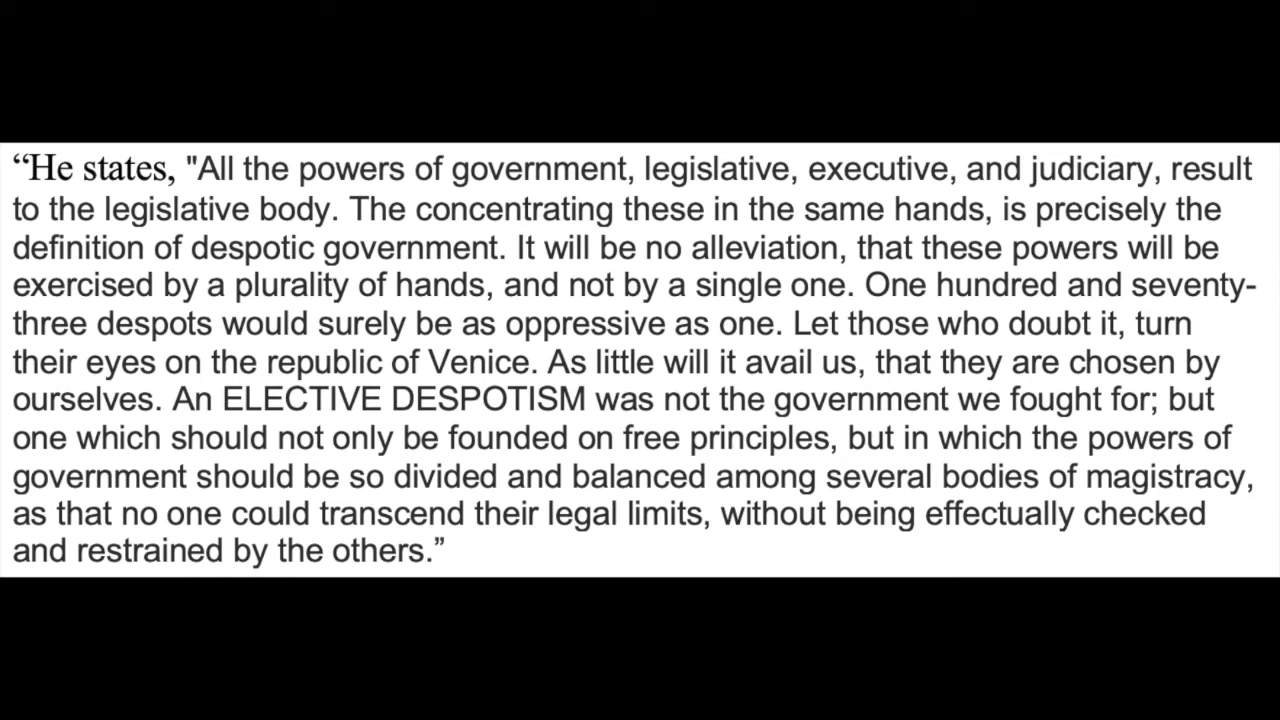 “He states, "All the powers of government, legislative, executive, and judiciary, result
to the legislative body. The concentrating these in the same hands, is precisely the
definition of despotic government. It will be no alleviation, that these powers will be
exercised by a plurality of hands, and not by a single one. One hundred and seventy-
three despots would surely be as oppressive as one. Let those who doubt it, turn
their eyes on the republic of Venice. As little will it avail us, that they are chosen by
ourselves. An ELECTIVE DESPOTISM was not the government we fought for; but
one which should not only be founded on free principles, but in which the powers of
government should be so divided and balanced among several bodies of magistracy,
as that no one could transcend their legal limits, without being effectually checked
and restrained by the others.”